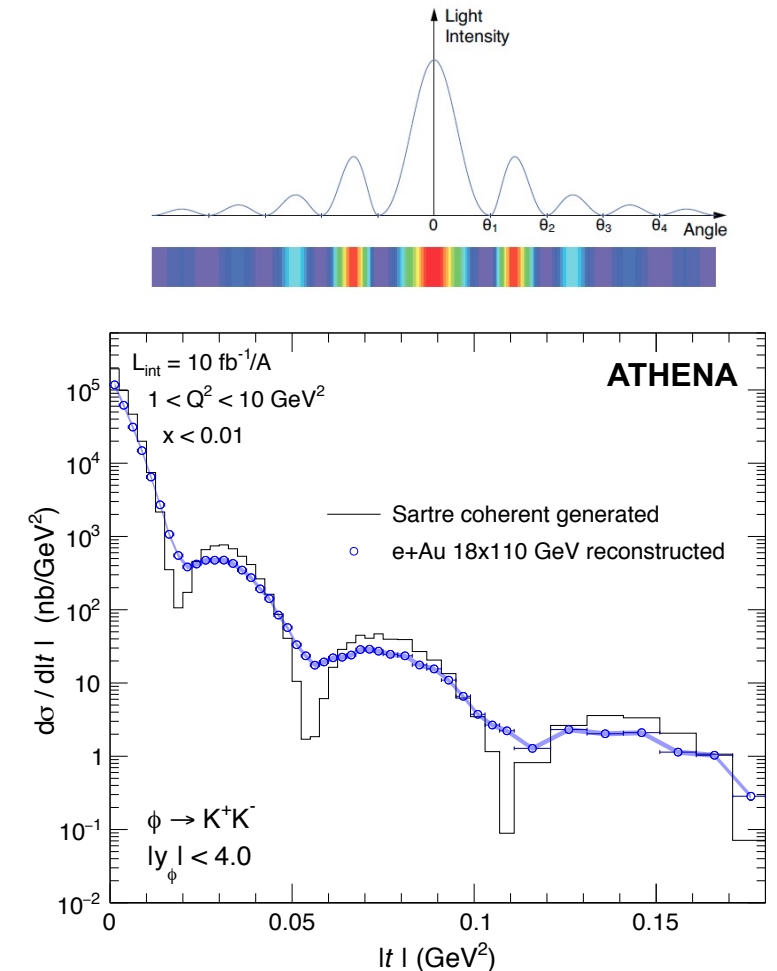 Light
Intensity
0 θ₁ θ₂ θ₃ θ₄ Angle
L_int = 10 fb⁻¹/A
1 < Q² < 10 GeV²
x < 0.01
ATHENA
Sartre coherent generated
e+Au 18x110 GeV reconstructed
10⁵
10⁴
10³
10²
10
1
10⁻¹
10⁻²
dσ / d|t| (nb/GeV²)
ϕ → K⁺K⁻
|y_ϕ| < 4.0
0 0.05 0.1 0.15
|t| (GeV²)